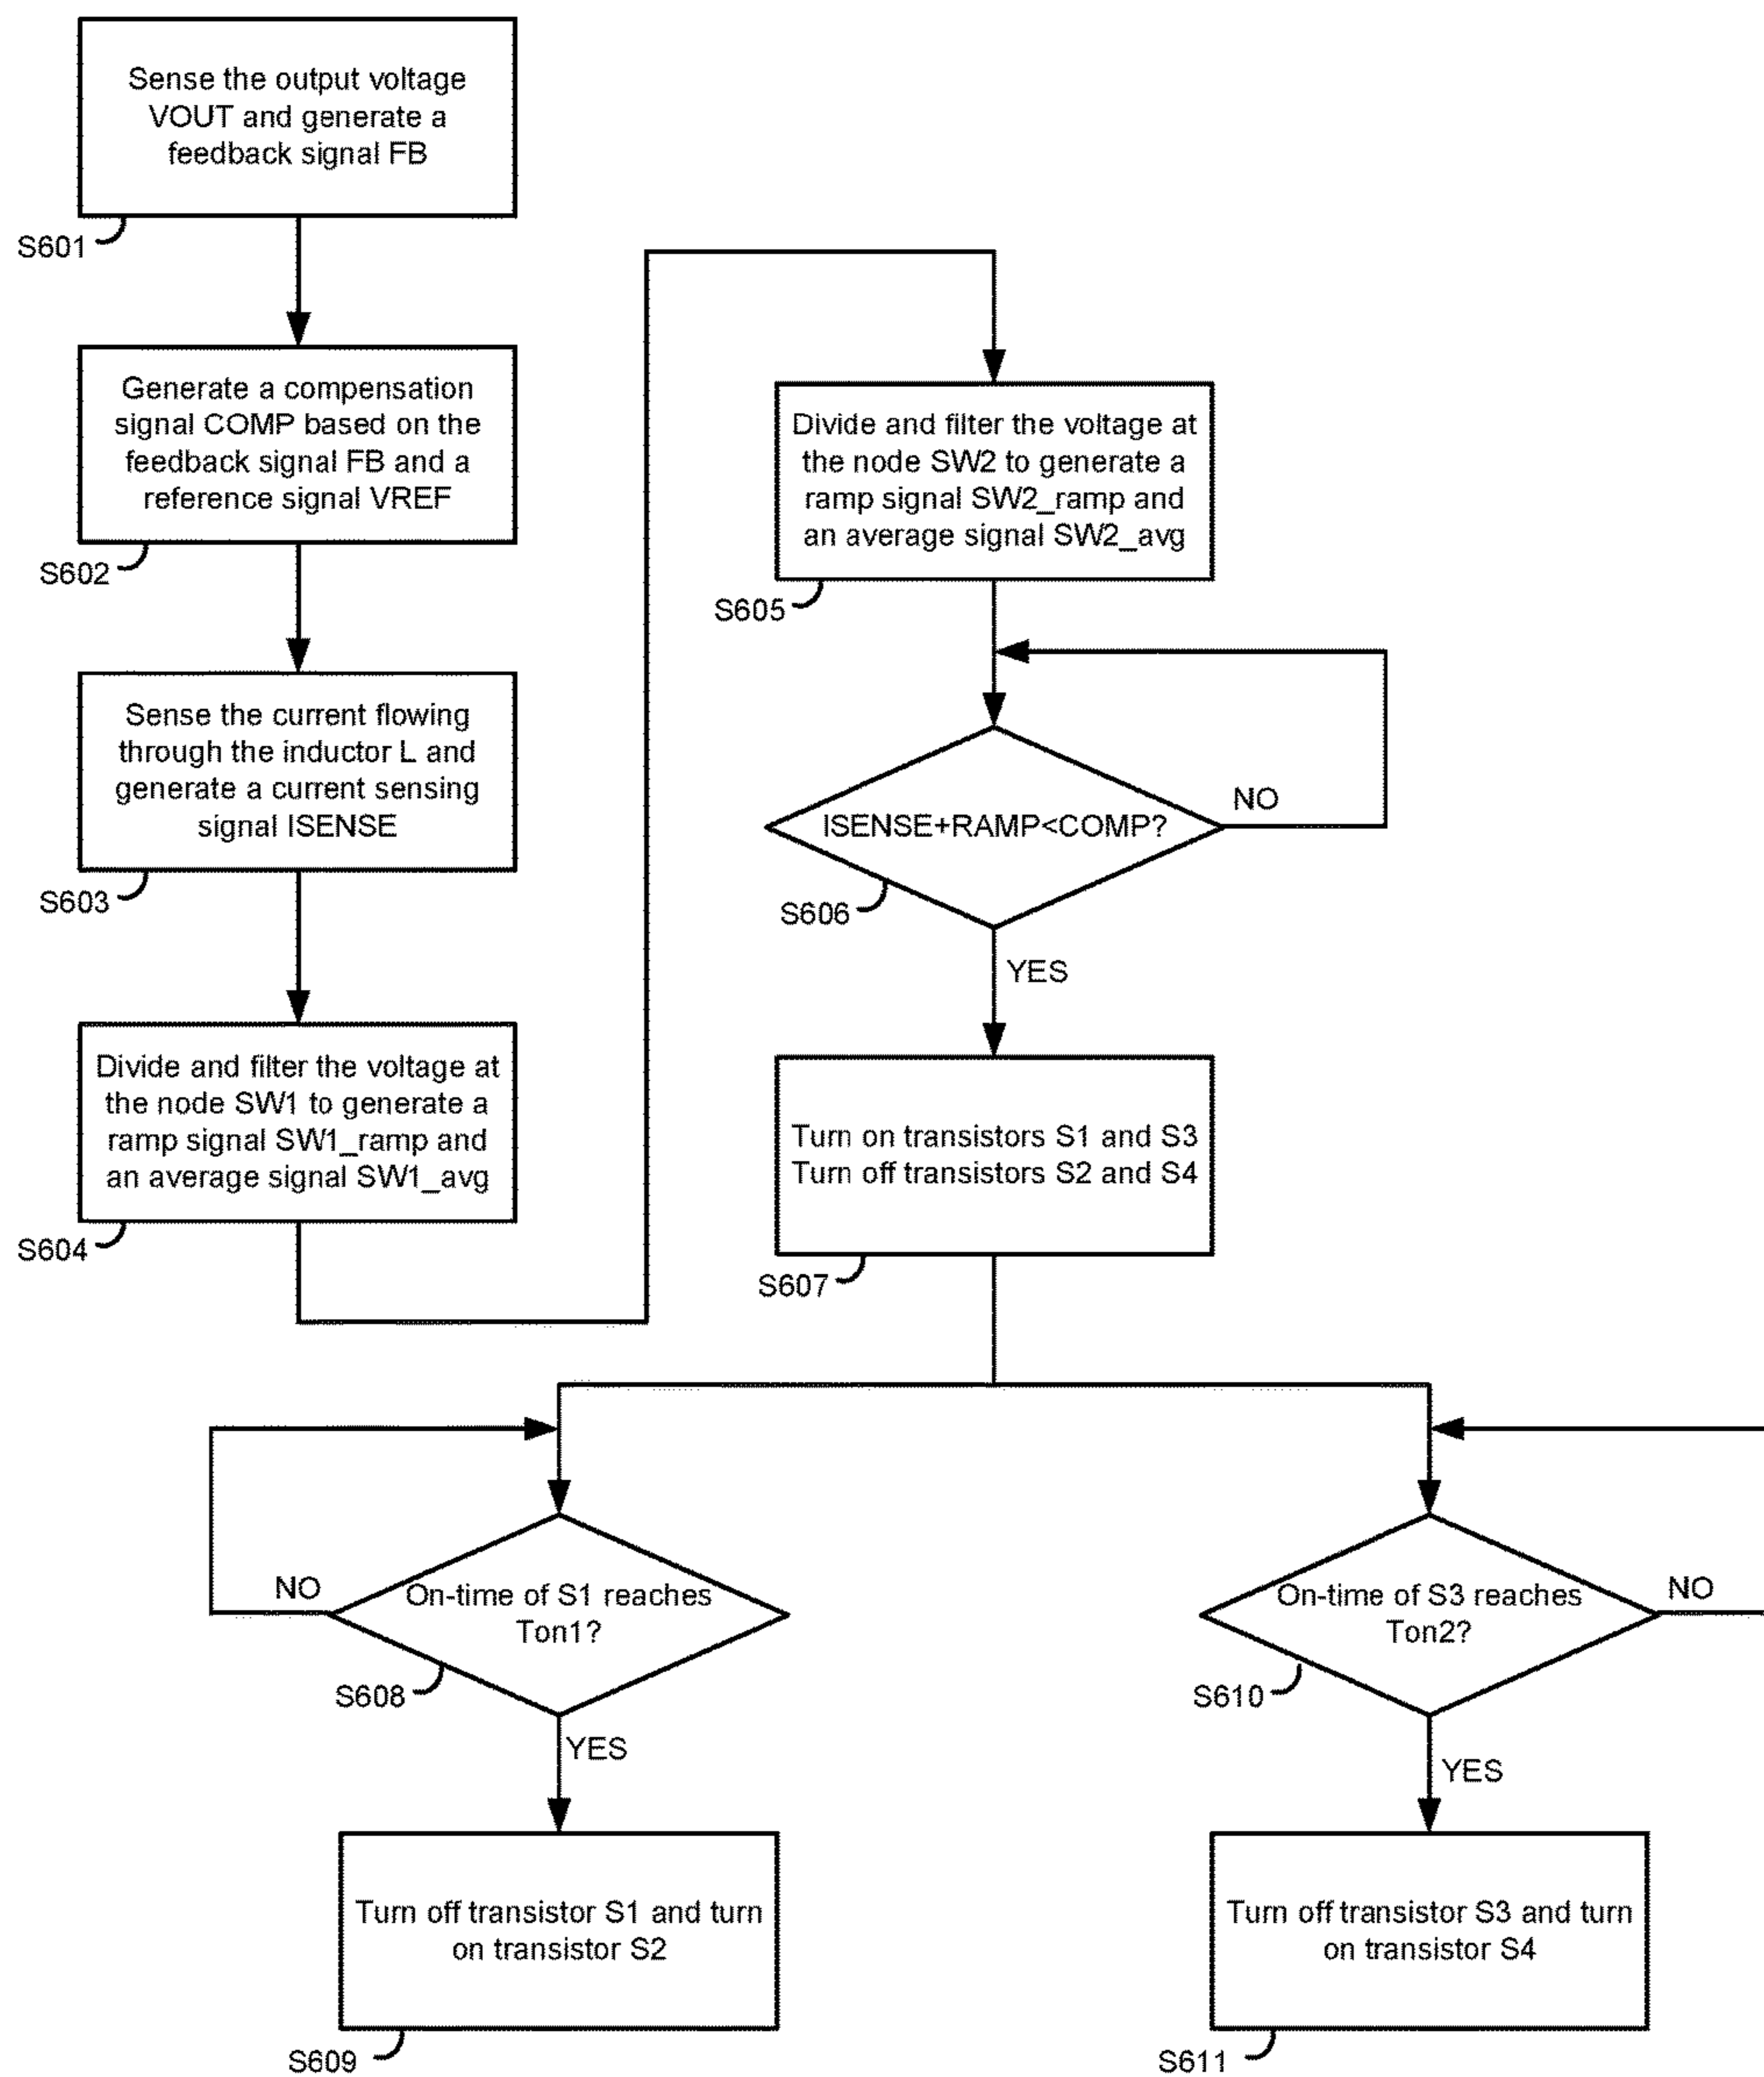 Sense the output voltage
VOUT and generate a
feedback signal FB
S601
Generate a compensation
signal COMP based on the
feedback signal FB and a
reference signal VREF
S602
Sense the current flowing
through the inductor L and
generate a current sensing
signal ISENSE
S603
Divide and filter the voltage at
the node SW1 to generate a
ramp signal SW1_ramp and
an average signal SW1_avg
S604
Divide and filter the voltage at
the node SW2 to generate a
ramp signal SW2_ramp and
an average signal SW2_avg
S605
ISENSE+RAMP<COMP?
NO
S606
YES
Turn on transistors S1 and S3
Turn off transistors S2 and S4
S607
On-time of S1 reaches
Ton1?
NO
S608
YES
Turn off transistor S1 and turn
on transistor S2
S609
On-time of S3 reaches
Ton2?
NO
S610
YES
Turn off transistor S3 and turn
on transistor S4
S611